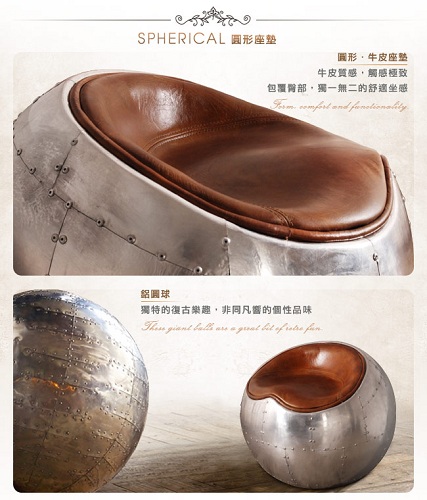 SPHERICAL 圓形座墊
圓形．牛皮座墊
牛皮質感，觸感極致
包覆臀部，獨一無二的舒適坐感
Form, comfort and functionality
鋁圓球
獨特的復古樂趣，非同凡響的個性品味
These giant balls are a great bit of retro fun